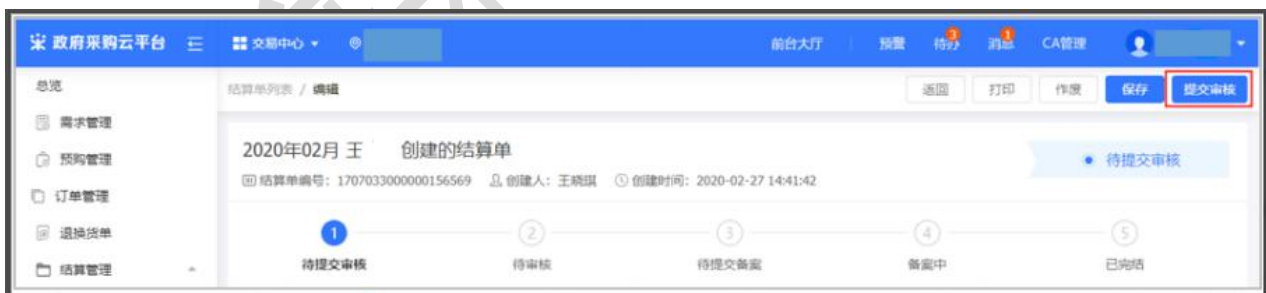 政府采购云平台 交易中心 前台大厅 预警 待办 3 消息 1 CA管理
总览 结算单列表 / 编辑 返回 打印 作废 保存 提交审核
需求管理
预购管理 2020年02月 王 创建的结算单 待提交审核
订单管理 结算单编号：1707033000000156569 创建人：王晓琪 创建时间：2020-02-27 14:41:42
退换货单 1 2 3 4 5
结算管理 待提交审核 待审核 待提交备案 备案中 已完结